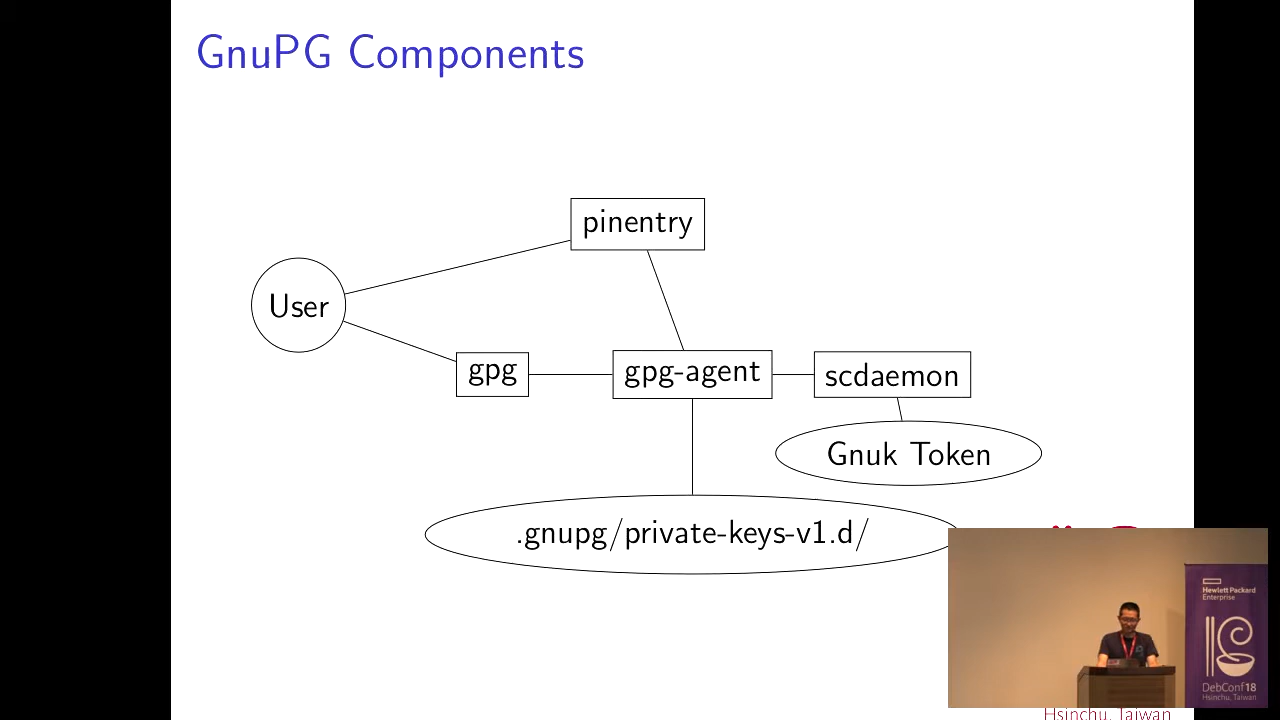 GnuPG Components
pinentry
User
gpg
gpg-agent
scdaemon
Gnuk Token
.gnupg/private-keys-v1.d/
Hewlett Packard
Enterprise
DebConf18
Hsinchu, Taiwan
Hsinchu, Taiwan